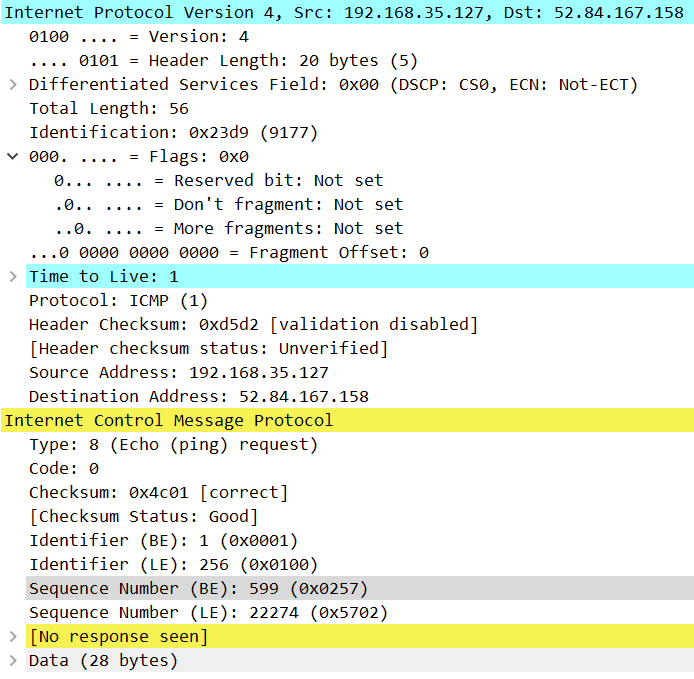 Internet Protocol Version 4, Src: 192.168.35.127, Dst: 52.84.167.158
0100 .... = Version: 4
.... 0101 = Header Length: 20 bytes (5)
Differentiated Services Field: 0x00 (DSCP: CS0, ECN: Not-ECT)
Total Length: 56
Identification: 0x23d9 (9177)
000. .... = Flags: 0x0
0... .... = Reserved bit: Not set
.0.. .... = Don't fragment: Not set
..0. .... = More fragments: Not set
...0 0000 0000 0000 = Fragment Offset: 0
Time to Live: 1
Protocol: ICMP (1)
Header Checksum: 0xd5d2 [validation disabled]
[Header checksum status: Unverified]
Source Address: 192.168.35.127
Destination Address: 52.84.167.158
Internet Control Message Protocol
Type: 8 (Echo (ping) request)
Code: 0
Checksum: 0x4c01 [correct]
[Checksum Status: Good]
Identifier (BE): 1 (0x0001)
Identifier (LE): 256 (0x0100)
Sequence Number (BE): 599 (0x0257)
Sequence Number (LE): 22274 (0x5702)
[No response seen]
Data (28 bytes)